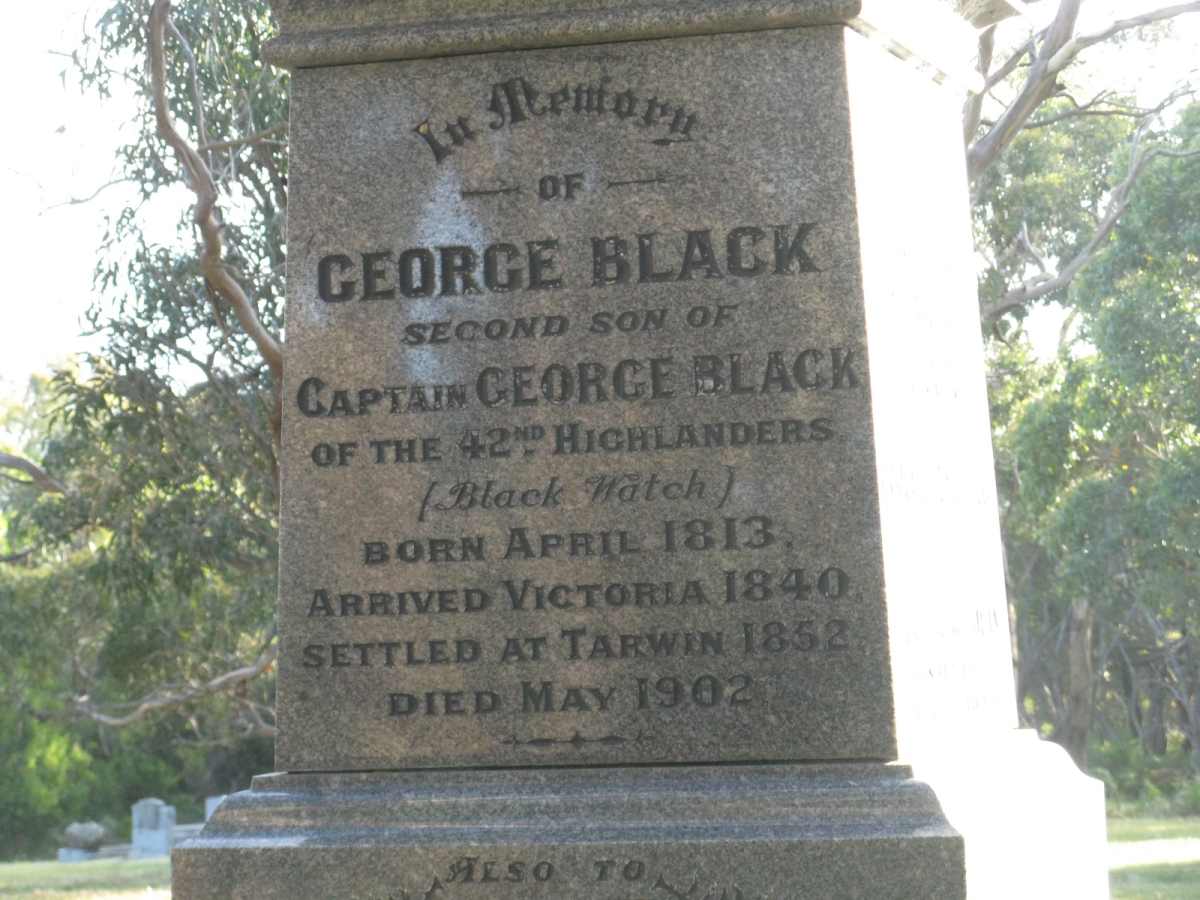 In Memory
OF
GEORGE BLACK
SECOND SON OF
CAPTAIN GEORGE BLACK
OF THE 42ND. HIGHLANDERS
(Black Watch)
BORN APRIL 1813.
ARRIVED VICTORIA 1840.
SETTLED AT TARWIN 1852
DIED MAY 1902
ALSO TO